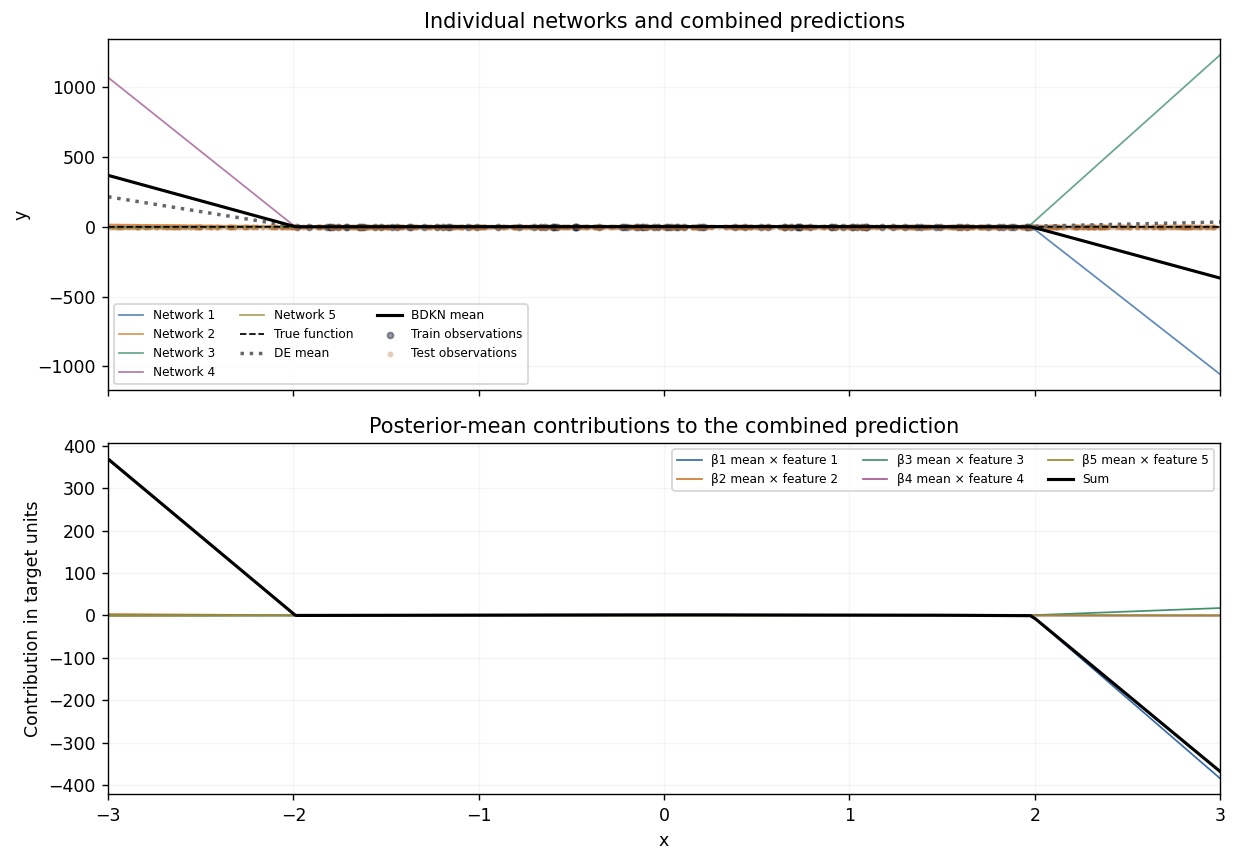 Individual networks and combined predictions
1000
500
0
−500
−1000
y
Network 1
Network 2
Network 3
Network 4
Network 5
True function
DE mean
BDKN mean
Train observations
Test observations
Posterior-mean contributions to the combined prediction
400
300
200
100
0
−100
−200
−300
−400
Contribution in target units
β1 mean × feature 1
β2 mean × feature 2
β3 mean × feature 3
β4 mean × feature 4
β5 mean × feature 5
Sum
−3 −2 −1 0 1 2 3
x